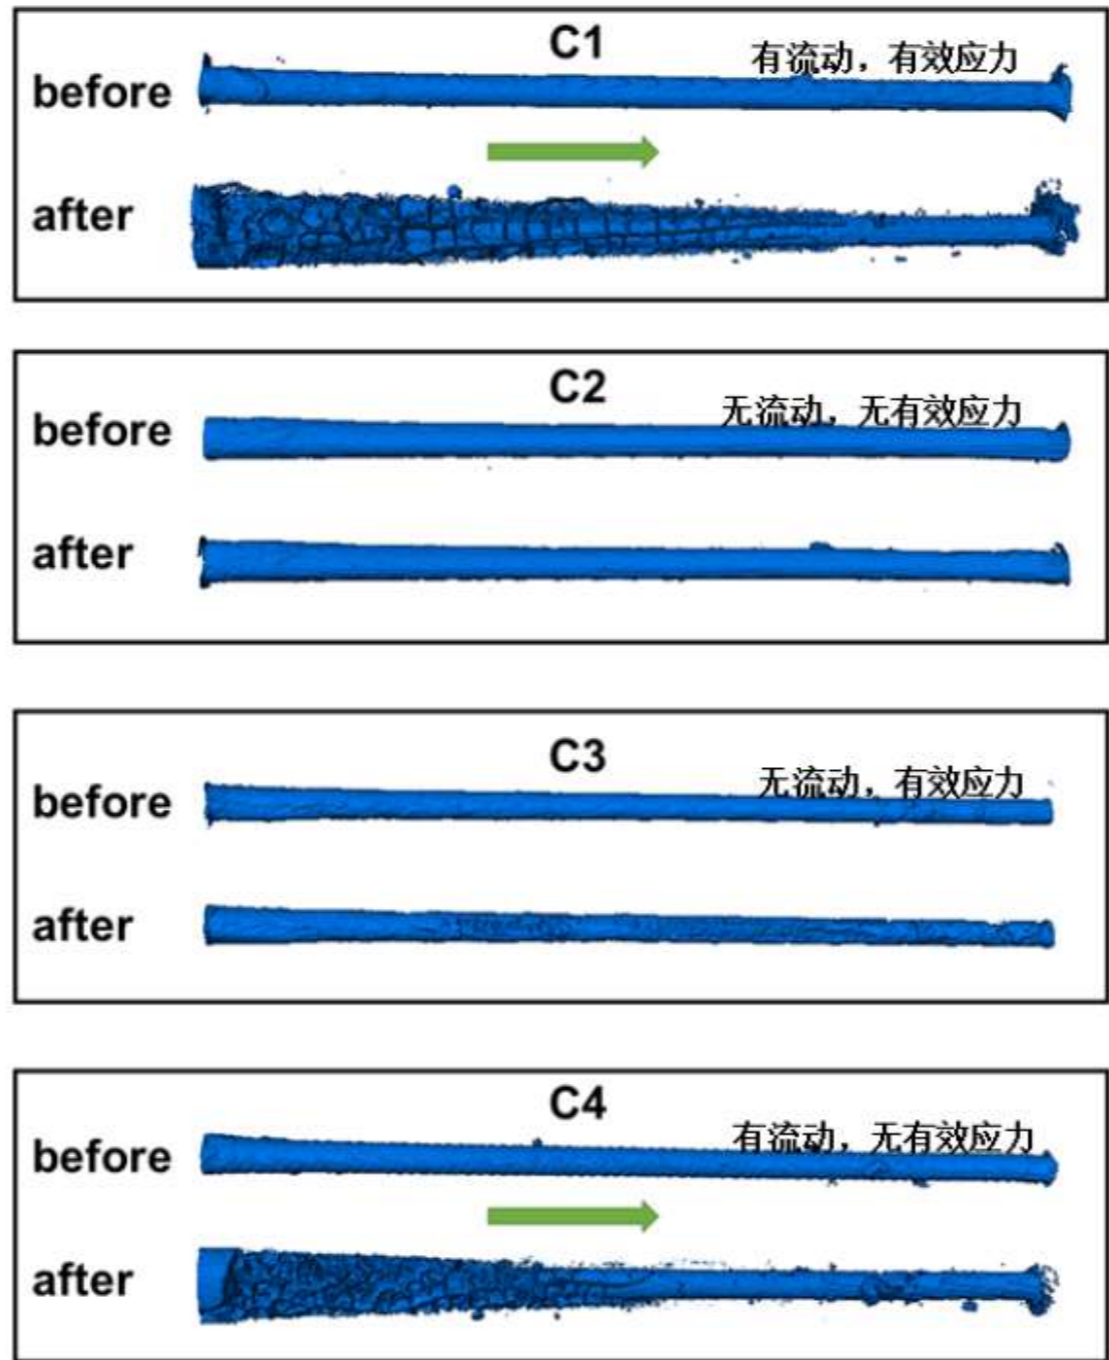 C1
有流动，有效应力
before
after
C2
无流动，无有效应力
before
after
C3
无流动，有效应力
before
after
C4
有流动，无有效应力
before
after